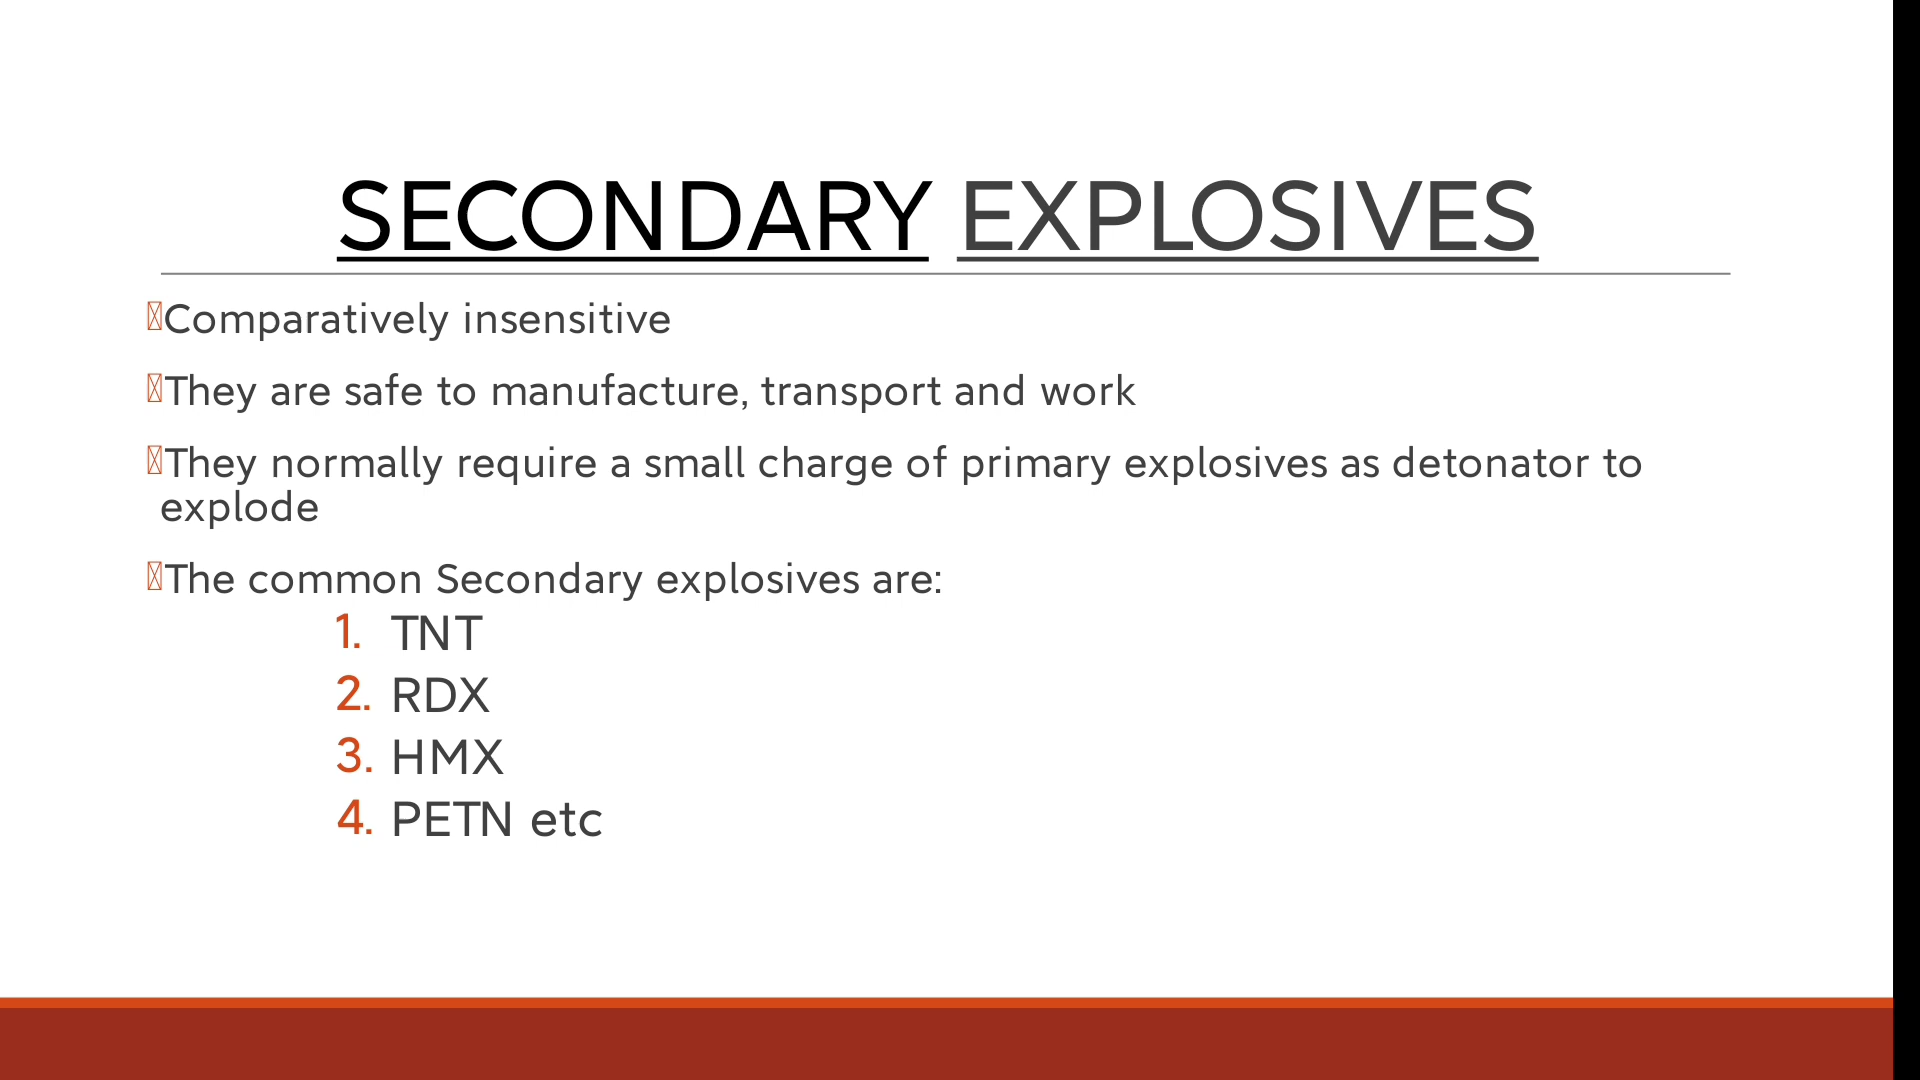 SECONDARY EXPLOSIVES
Comparatively insensitive
They are safe to manufacture, transport and work
They normally require a small charge of primary explosives as detonator to
explode
The common Secondary explosives are:
1. TNT
2. RDX
3. HMX
4. PETN etc